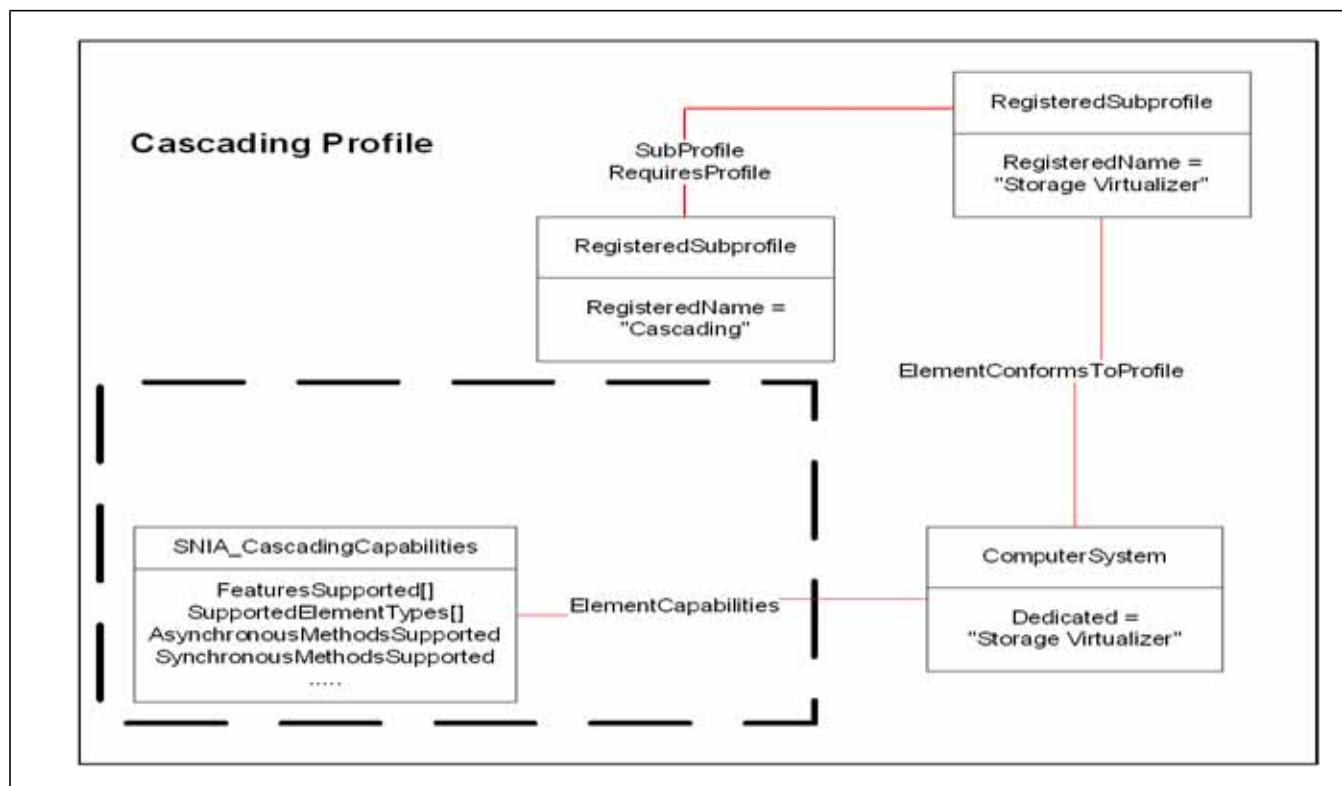 Cascading Profile
SubProfile
RequiresProfile
RegisteredSubprofile
RegisteredName =
"Storage Virtualizer"
RegisteredSubprofile
RegisteredName =
"Cascading"
ElementConformsToProfile
SNIA_CascadingCapabilities
FeaturesSupported[]
SupportedElementTypes[]
AsynchronousMethodsSupported
SynchronousMethodsSupported
.....
ElementCapabilities
ComputerSystem
Dedicated =
"Storage Virtualizer"